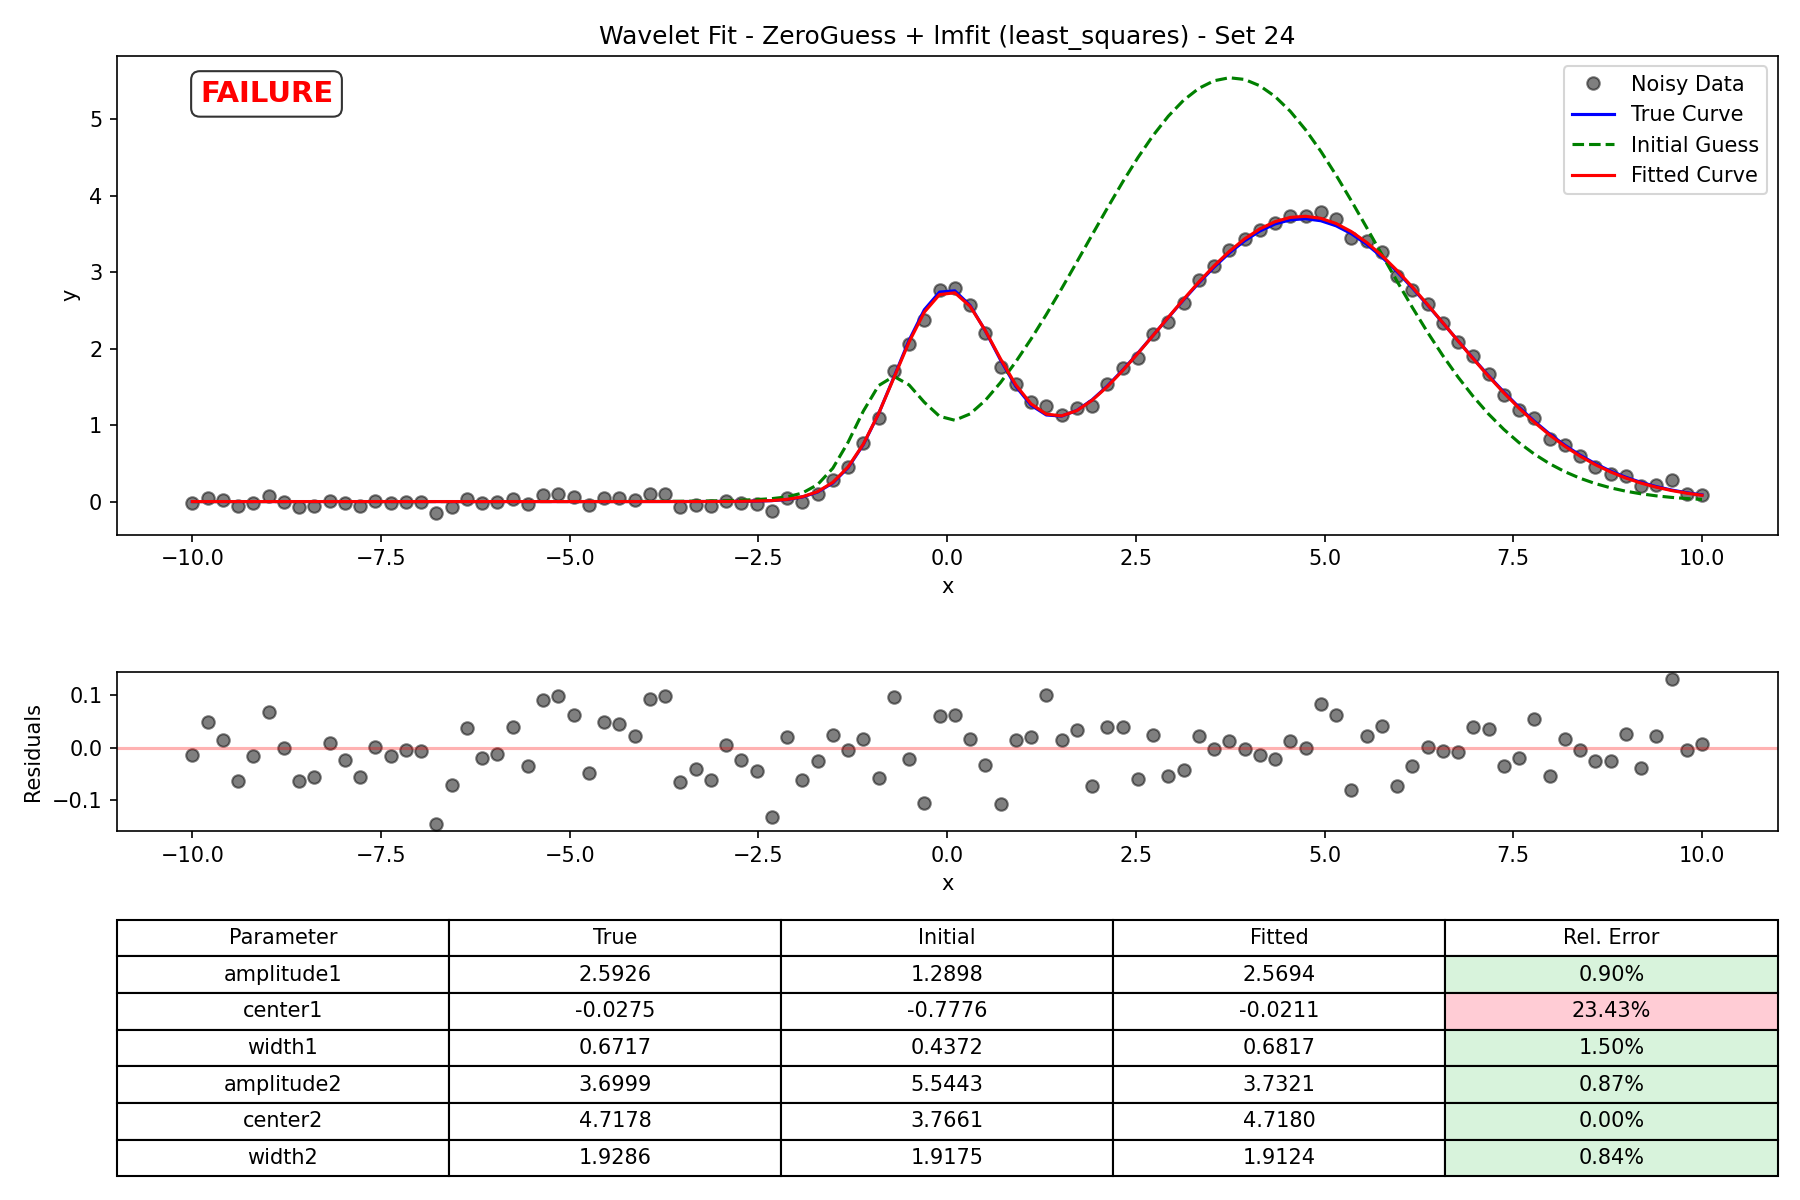 Wavelet Fit - ZeroGuess + lmfit (least_squares) - Set 24
FAILURE
Noisy Data
True Curve
Initial Guess
Fitted Curve
y
5
4
3
2
1
0
−10.0 −7.5 −5.0 −2.5 0.0 2.5 5.0 7.5 10.0
x
Residuals
0.1
0.0
−0.1
−10.0 −7.5 −5.0 −2.5 0.0 2.5 5.0 7.5 10.0
x
Parameter True Initial Fitted Rel. Error
amplitude1 2.5926 1.2898 2.5694 0.90%
center1 -0.0275 -0.7776 -0.0211 23.43%
width1 0.6717 0.4372 0.6817 1.50%
amplitude2 3.6999 5.5443 3.7321 0.87%
center2 4.7178 3.7661 4.7180 0.00%
width2 1.9286 1.9175 1.9124 0.84%